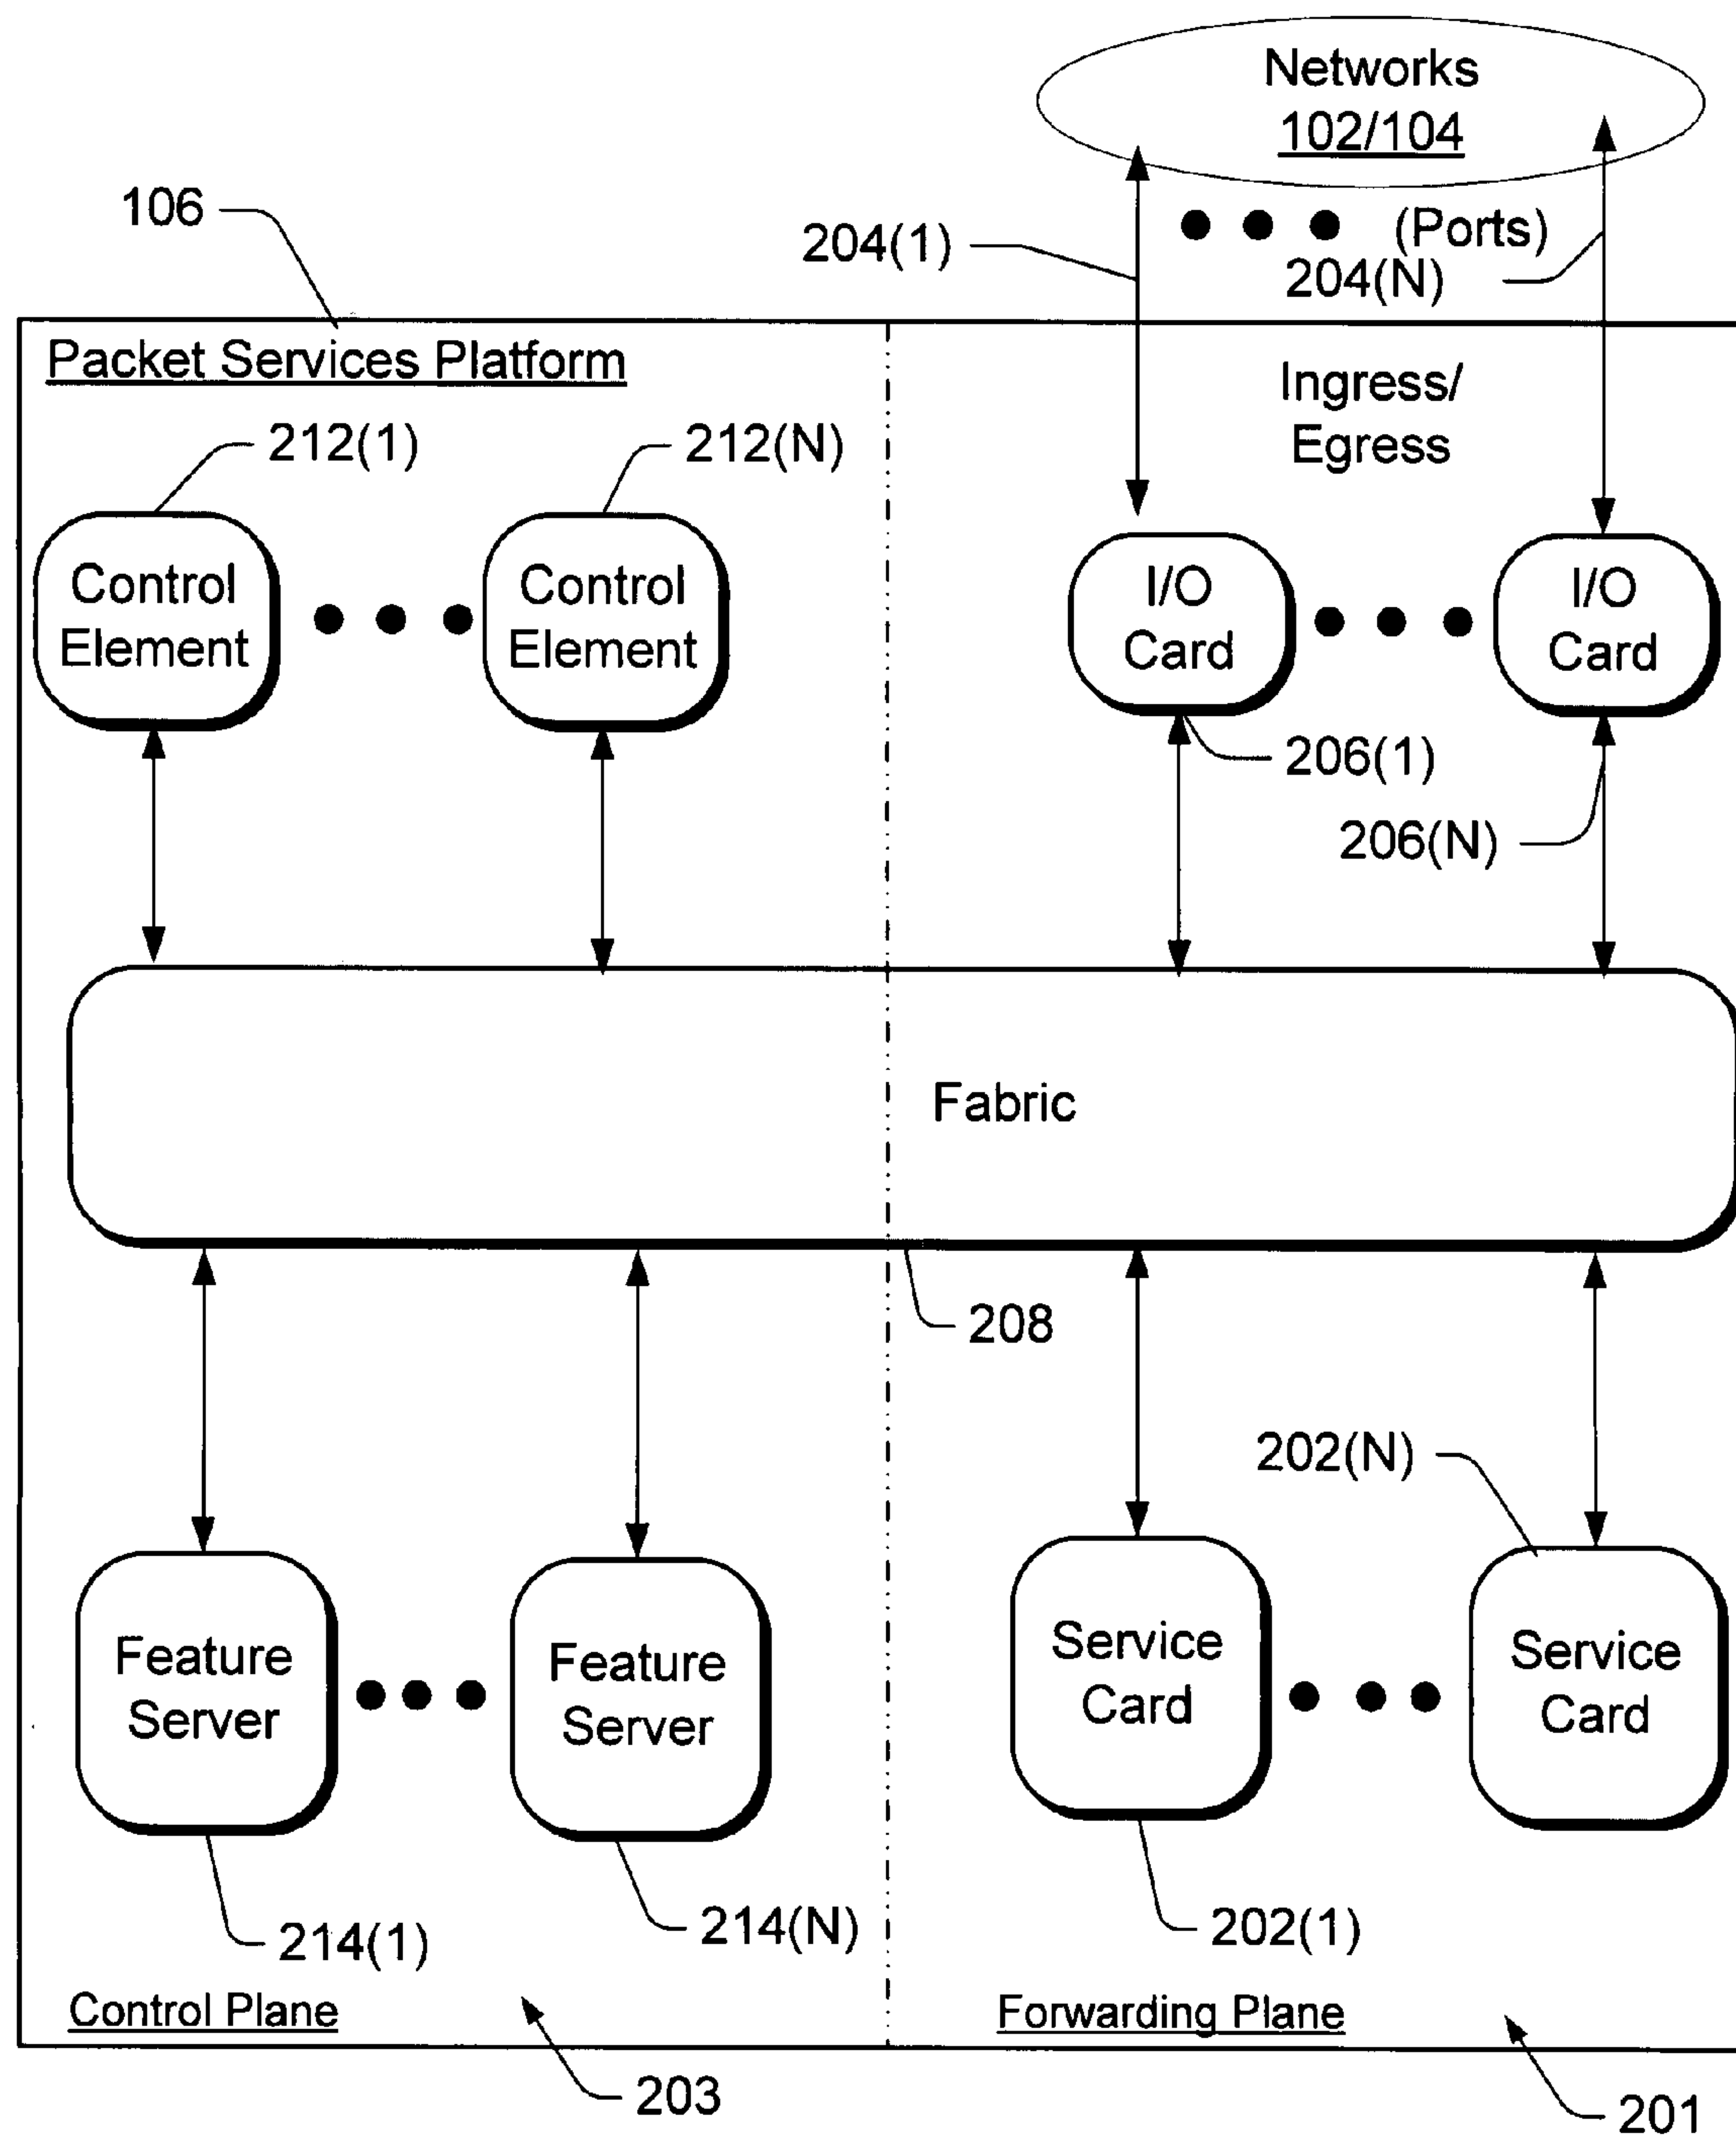 Networks
102/104
106
204(1)
(Ports)
204(N)
Packet Services Platform
Ingress/
Egress
212(1)
212(N)
Control
Element
Control
Element
I/O
Card
I/O
Card
206(1)
206(N)
Fabric
208
202(N)
Feature
Server
Feature
Server
Service
Card
Service
Card
214(1)
214(N)
202(1)
Control Plane
Forwarding Plane
203
201